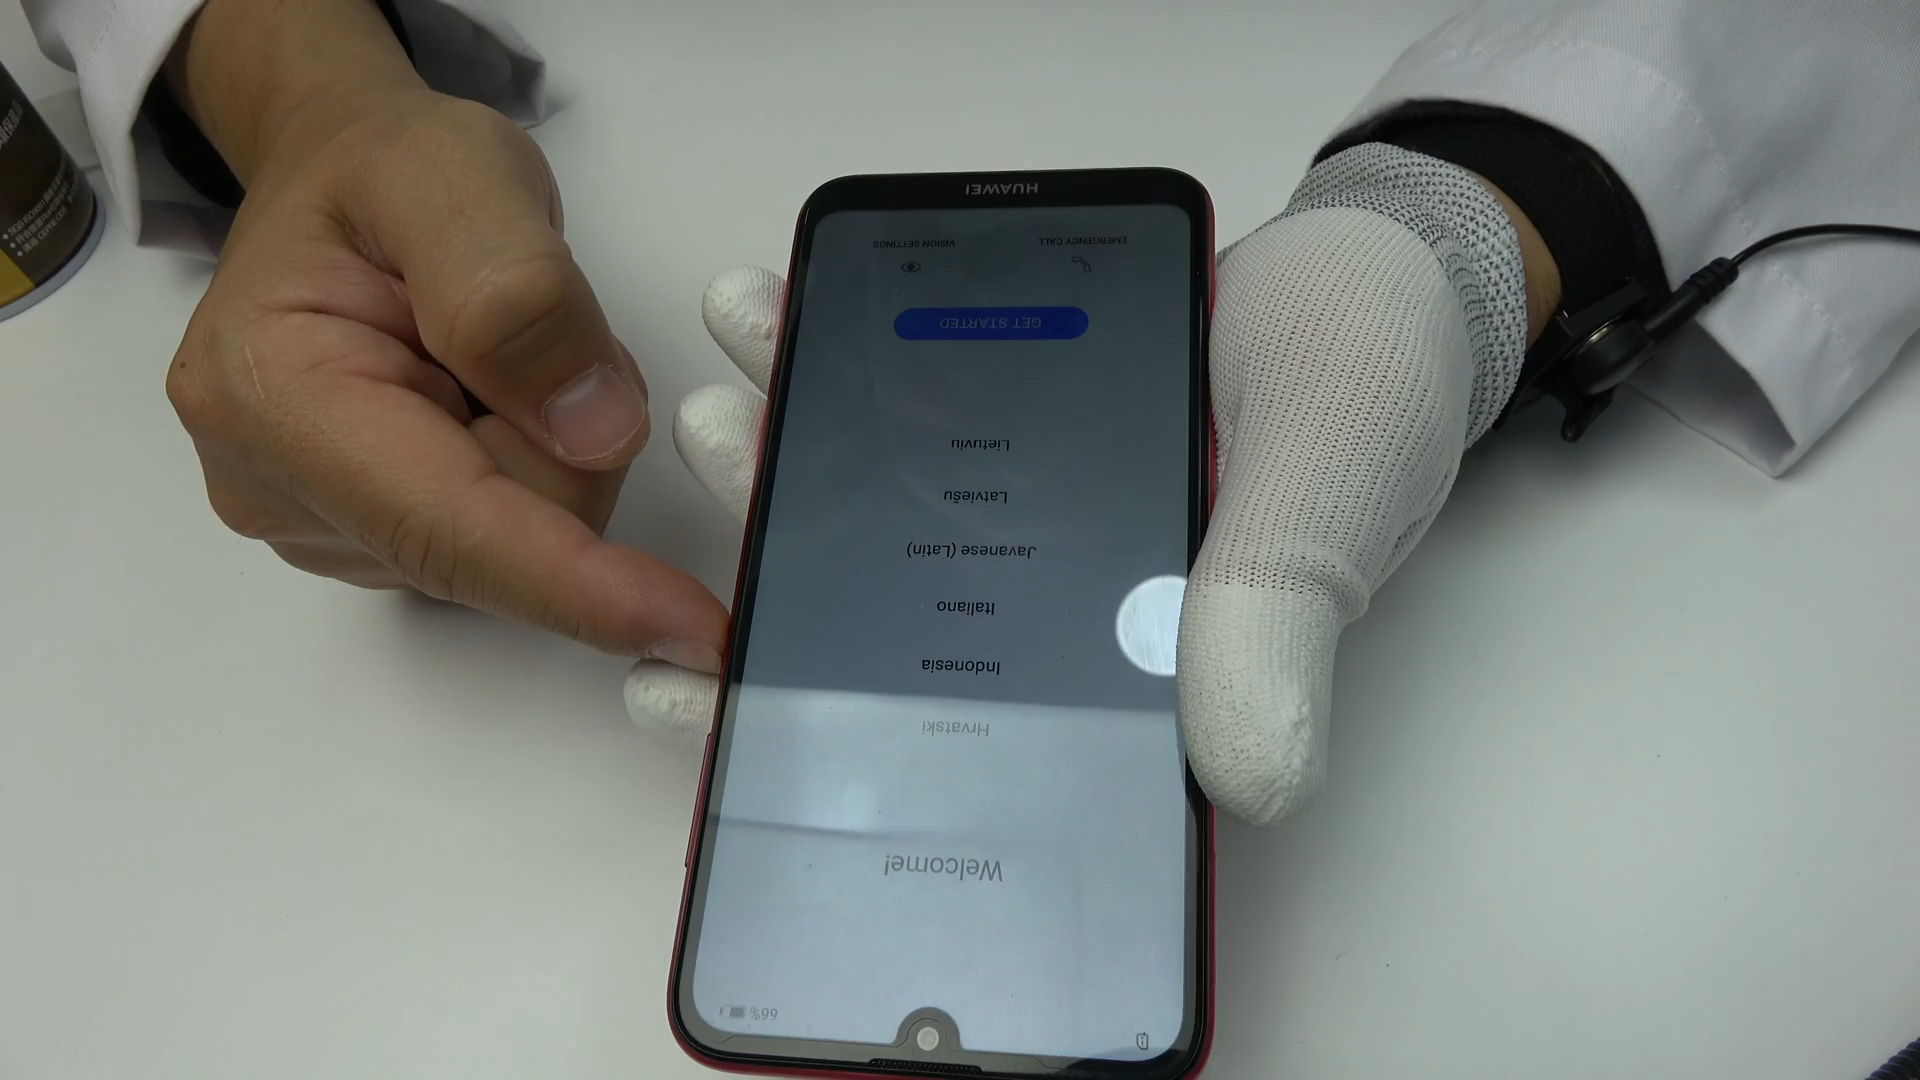 66%
Welcome!
Hrvatski
Indonesia
Italiano
Javanese (Latin)
Latviešu
Lietuvių
GET STARTED
EMERGENCY CALL
VISION SETTINGS
HUAWEI